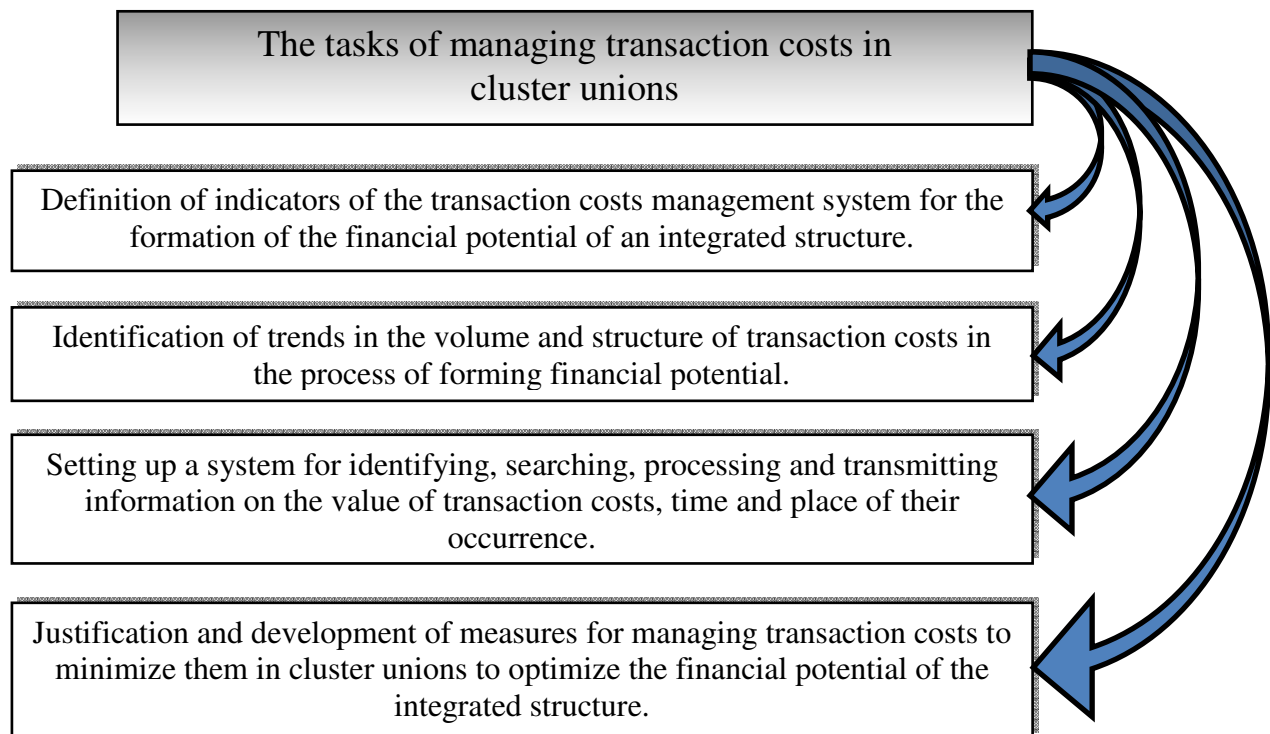 The tasks of managing transaction costs in
cluster unions
Definition of indicators of the transaction costs management system for the
formation of the financial potential of an integrated structure.
Identification of trends in the volume and structure of transaction costs in
the process of forming financial potential.
Setting up a system for identifying, searching, processing and transmitting
information on the value of transaction costs, time and place of their
occurrence.
Justification and development of measures for managing transaction costs to
minimize them in cluster unions to optimize the financial potential of the
integrated structure.